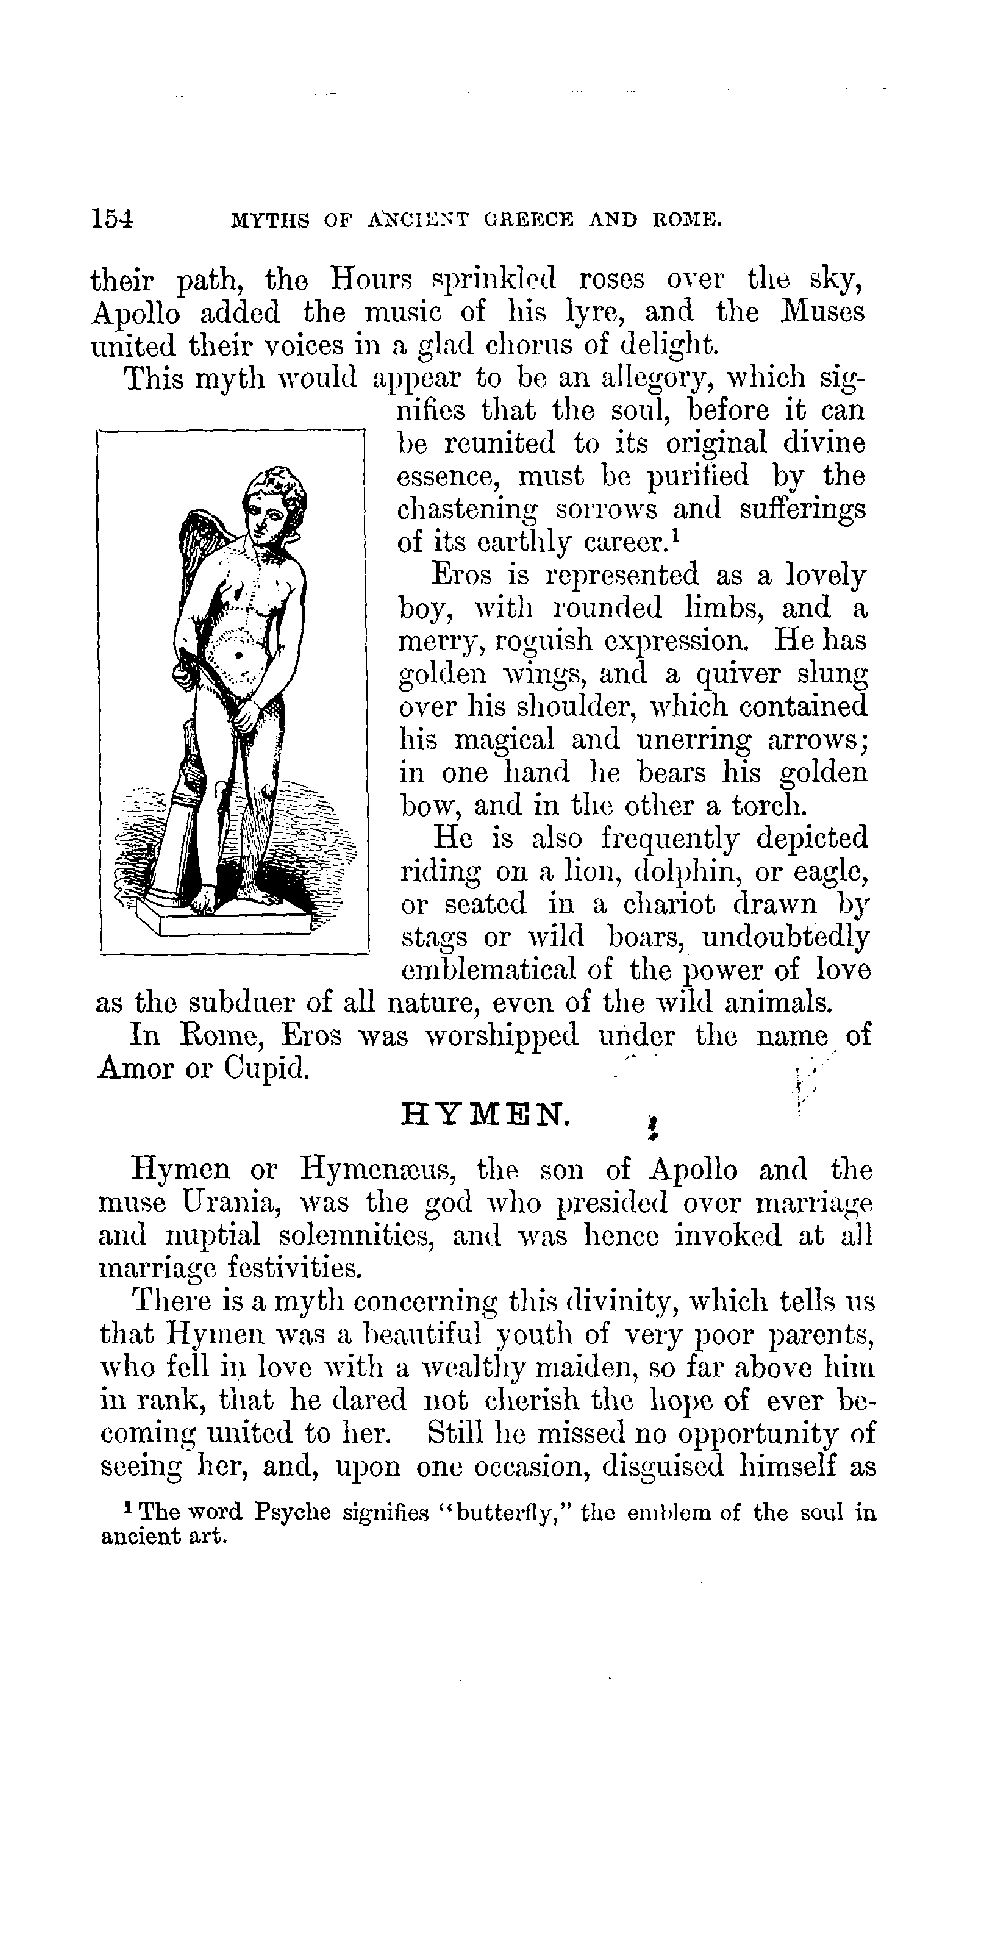 154 MYTHS OF ANCIENT GREECE AND ROME.
their path, the Hours sprinkled roses over the sky,
Apollo added the music of his lyre, and the Muses
united their voices in a glad chorus of delight.
This myth would appear to be an allegory, which sig-
nifies that the soul, before it can
be reunited to its original divine
essence, must be purified by the
chastening sorrows and sufferings
of its earthly career.¹
Eros is represented as a lovely
boy, with rounded limbs, and a
merry, roguish expression. He has
golden wings, and a quiver slung
over his shoulder, which contained
his magical and unerring arrows;
in one hand he bears his golden
bow, and in the other a torch.
He is also frequently depicted
riding on a lion, dolphin, or eagle,
or seated in a chariot drawn by
stags or wild boars, undoubtedly
emblematical of the power of love
as the subduer of all nature, even of the wild animals.
In Rome, Eros was worshipped under the name of
Amor or Cupid.
HYMEN.
Hymen or Hymenæus, the son of Apollo and the
muse Urania, was the god who presided over marriage
and nuptial solemnities, and was hence invoked at all
marriage festivities.
There is a myth concerning this divinity, which tells us
that Hymen was a beautiful youth of very poor parents,
who fell in love with a wealthy maiden, so far above him
in rank, that he dared not cherish the hope of ever be-
coming united to her. Still he missed no opportunity of
seeing her, and, upon one occasion, disguised himself as
¹ The word Psyche signifies "butterfly," the emblem of the soul in
ancient art.